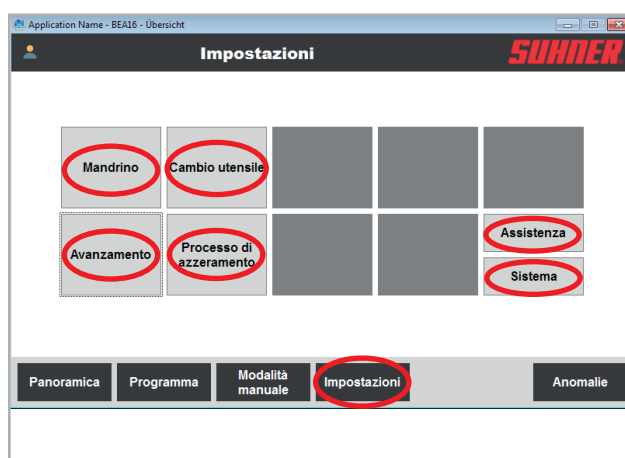 Application Name - BEA16 - Übersicht
Impostazioni
SUHNER
Mandrino
Cambio utensile
Avanzamento
Processo di
azzeramento
Assistenza
Sistema
Panoramica
Programma
Modalità
manuale
Impostazioni
Anomalie